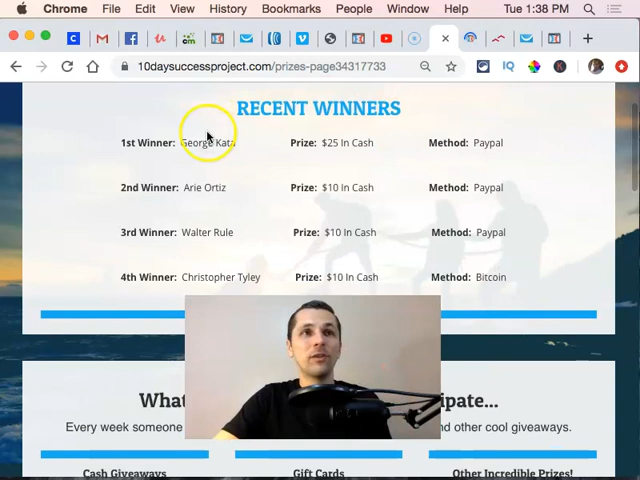 Chrome File Edit View History Bookmarks People Window Help Tue 1:38 PM
10daysuccessproject.com/prizes-page34317733
RECENT WINNERS
1st Winner: George Kata Prize: $25 In Cash Method: Paypal
2nd Winner: Arie Ortiz Prize: $10 In Cash Method: Paypal
3rd Winner: Walter Rule Prize: $10 In Cash Method: Paypal
4th Winner: Christopher Tyley Prize: $10 In Cash Method: Bitcoin
Every week someone nd other cool giveaways.
Cash Giveaways Gift Cards Other Incredible Prizes!